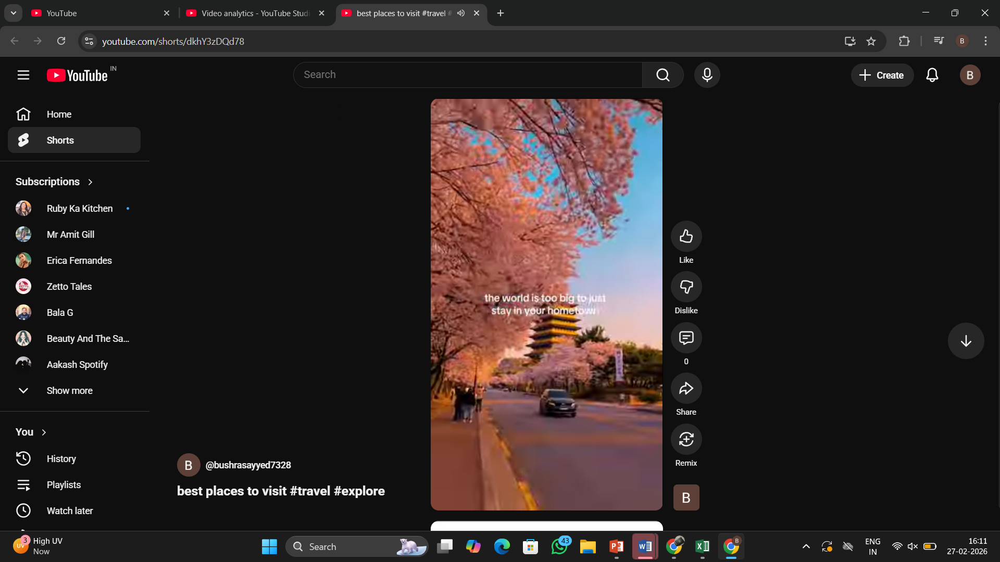 YouTube
Video analytics - YouTube Studi
best places to visit #travel #
youtube.com/shorts/dkhY3zDQd78
B
YouTube
IN
Search
Create
B
Home
Shorts
Subscriptions
Ruby Ka Kitchen
Mr Amit Gill
Erica Fernandes
Zetto Tales
Bala G
Beauty And The Sa...
Aakash Spotify
Show more
You
History
Playlists
Watch later
the world is too big to just
stay in your hometown
Like
Dislike
0
Share
Remix
B
B
@bushrasayyed7328
best places to visit #travel #explore
3
UV
High UV
Now
Search
43
P
W
X
B
ENG
IN
16:11
27-02-2026